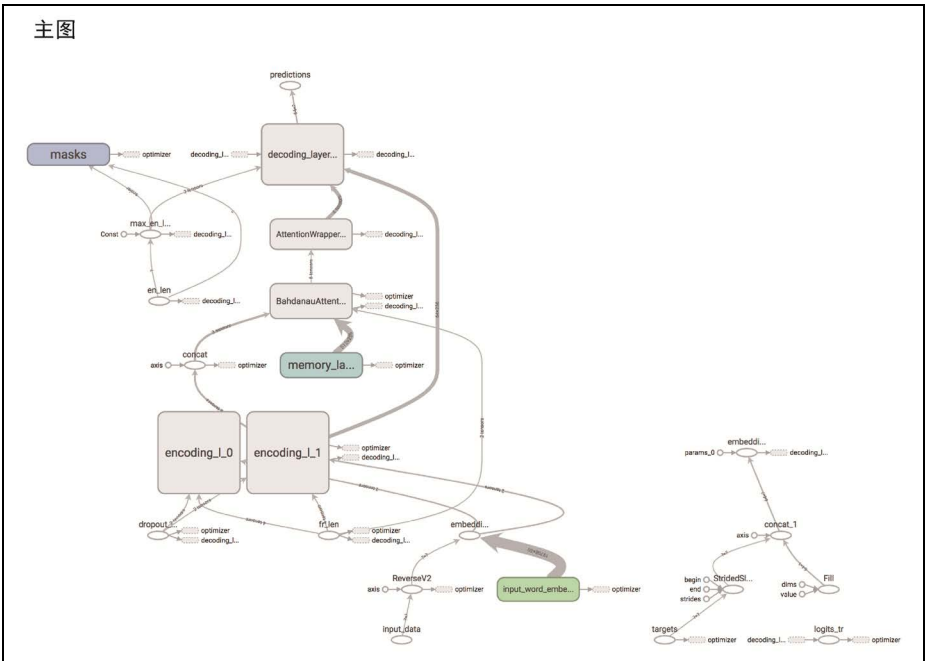 主图
predictions
masks
optimizer
decoding_l...
decoding_layer...
decoding_l...
max_en_l...
Const
decoding_l...
AttentionWrapper...
decoding_l...
en_len
decoding_l...
BahdanauAttent...
optimizer
decoding_l...
concat
axis
optimizer
memory_la...
optimizer
encoding_l_0
encoding_l_1
optimizer
decoding_l...
embeddi...
params_0
decoding_l...
optimizer
decoding_l...
fr_len
optimizer
decoding_l...
embeddi...
axis
concat_1
ReverseV2
axis
optimizer
input_word_embe...
optimizer
begin
end
strides
StridedSl...
dims
value
Fill
input_data
targets
optimizer
decoding_l...
logits_tr
optimizer